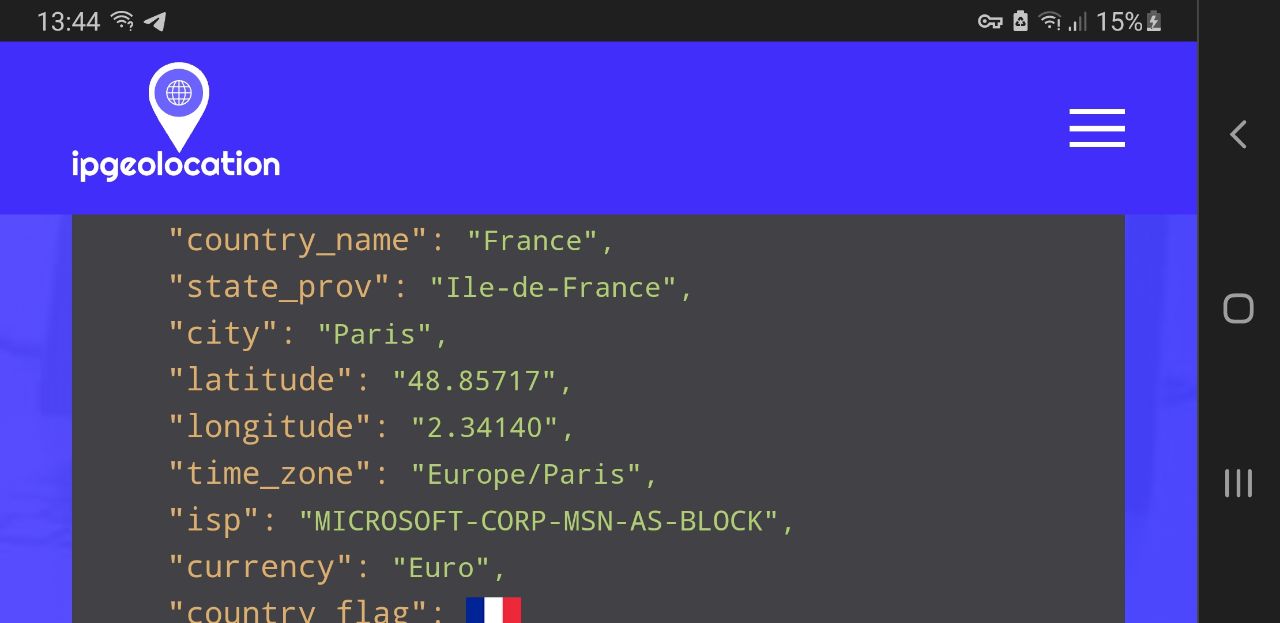 13:44 15%
ipgeolocation
"country_name": "France",
"state_prov": "Ile-de-France",
"city": "Paris",
"latitude": "48.85717",
"longitude": "2.34140",
"time_zone": "Europe/Paris",
"isp": "MICROSOFT-CORP-MSN-AS-BLOCK",
"currency": "Euro",
"country_flag":